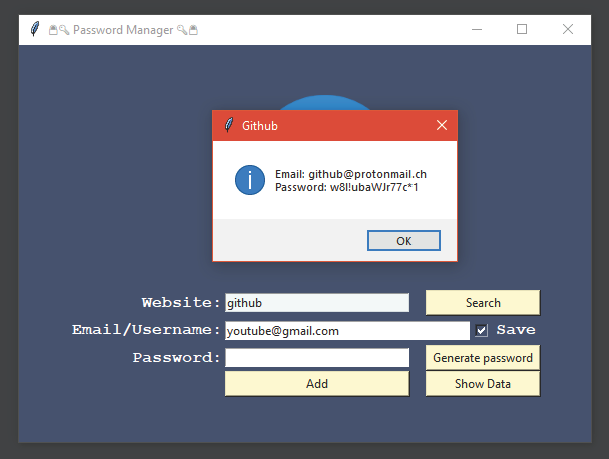 Password Manager
Github
Email: github@protonmail.ch
Password: w8l!ubaWJr77c*1
OK
Website: github Search
Email/Username: youtube@gmail.com Save
Password: Generate password
Add Show Data